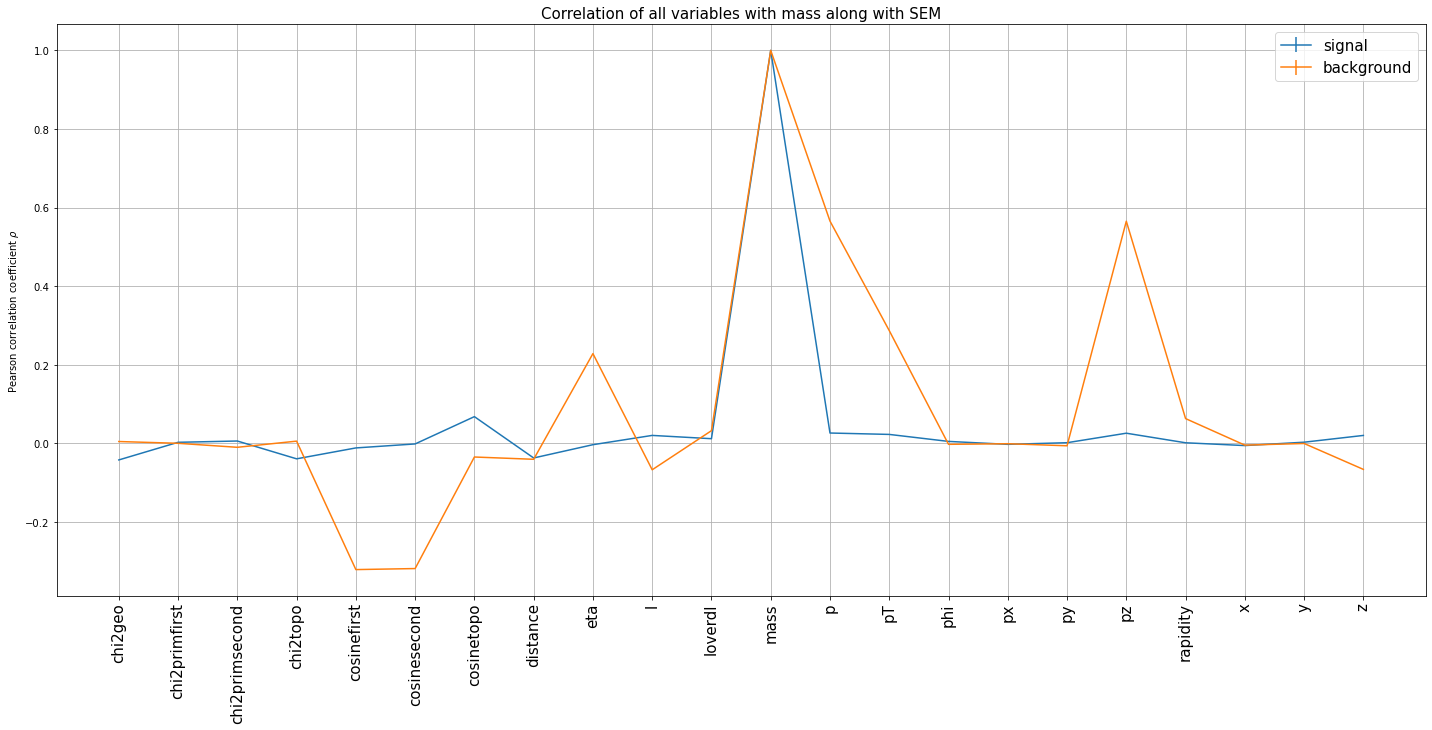 Correlation of all variables with mass along with SEM
signal
background
Pearson correlation coefficient ρ
1.0
0.8
0.6
0.4
0.2
0.0
−0.2
chi2geo
chi2primfirst
chi2primsecond
chi2topo
cosinefirst
cosinesecond
cosinetopo
distance
eta
l
loverdl
mass
p
pT
phi
px
py
pz
rapidity
x
y
z